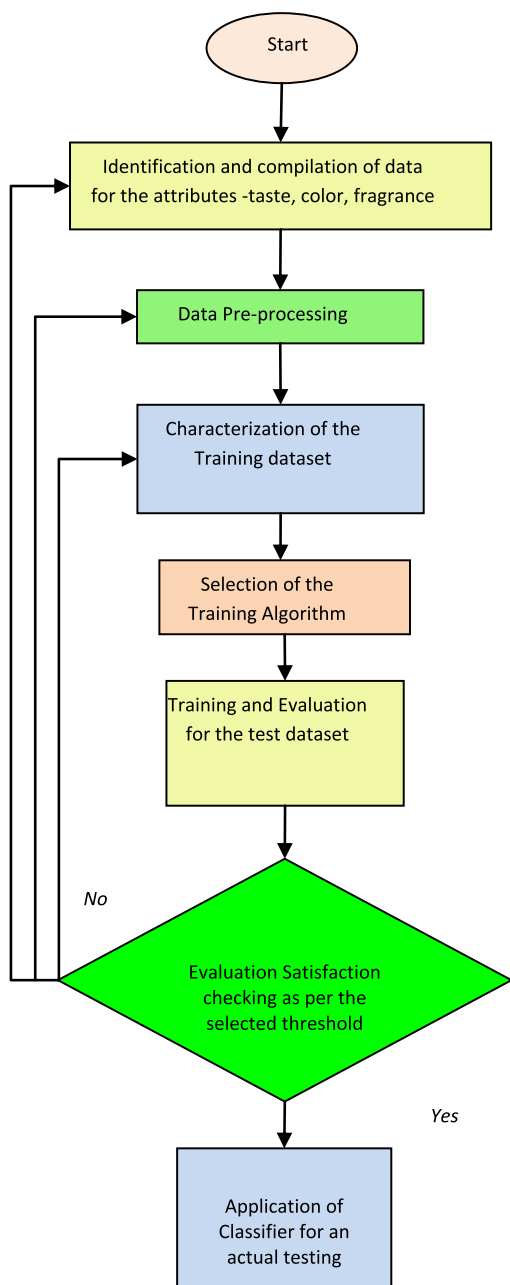 Start
Identification and compilation of data
for the attributes -taste, color, fragrance
Data Pre-processing
Characterization of the
Training dataset
Selection of the
Training Algorithm
Training and Evaluation
for the test dataset
No
Evaluation Satisfaction
checking as per the
selected threshold
Yes
Application of
Classifier for an
actual testing